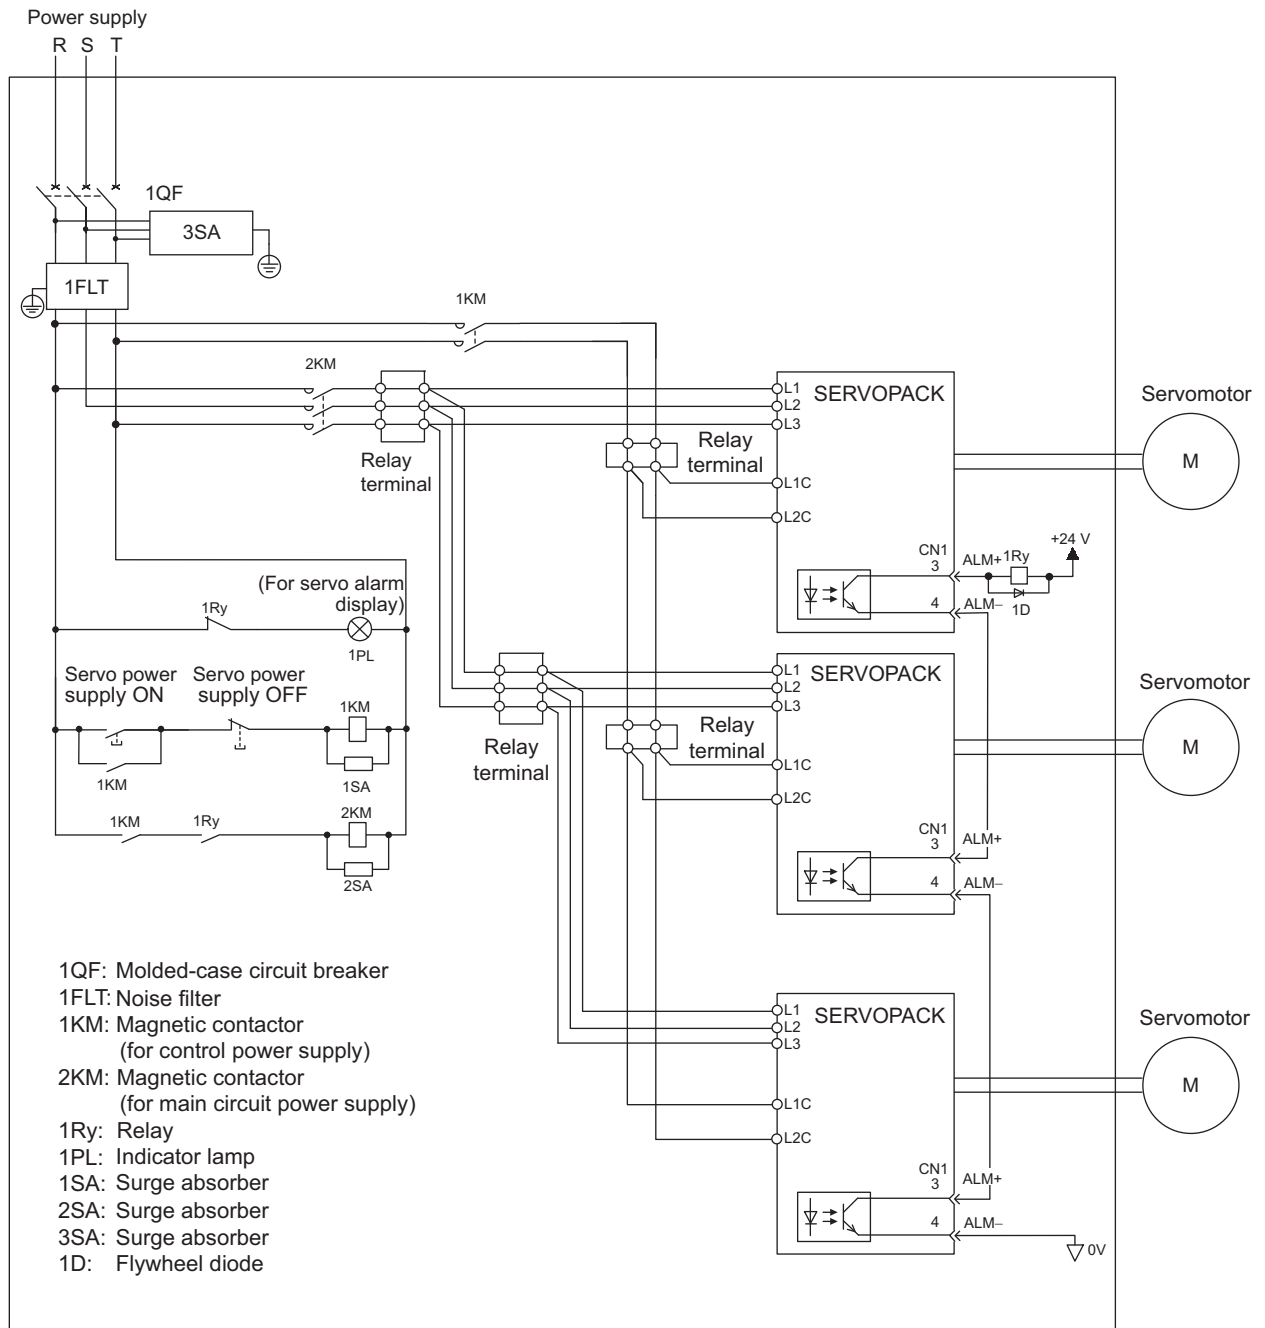 Power supply
R S T
1QF
3SA
1FLT
1KM
2KM
L1
L2
L3
SERVOPACK
Servomotor
M
Relay
terminal
Relay
terminal
L1C
L2C
CN1
3
ALM+
1Ry
+24 V
4
ALM−
1D
(For servo alarm
display)
1Ry
1PL
Servo power
supply ON
Servo power
supply OFF
1KM
1KM
1SA
1KM
1Ry
2KM
2SA
L1
L2
L3
SERVOPACK
Servomotor
M
Relay
terminal
Relay
terminal
L1C
L2C
CN1
3
ALM+
4
ALM−
L1
L2
L3
SERVOPACK
Servomotor
M
L1C
L2C
CN1
3
ALM+
4
ALM−
0V
1QF: Molded-case circuit breaker
1FLT: Noise filter
1KM: Magnetic contactor
(for control power supply)
2KM: Magnetic contactor
(for main circuit power supply)
1Ry: Relay
1PL: Indicator lamp
1SA: Surge absorber
2SA: Surge absorber
3SA: Surge absorber
1D: Flywheel diode